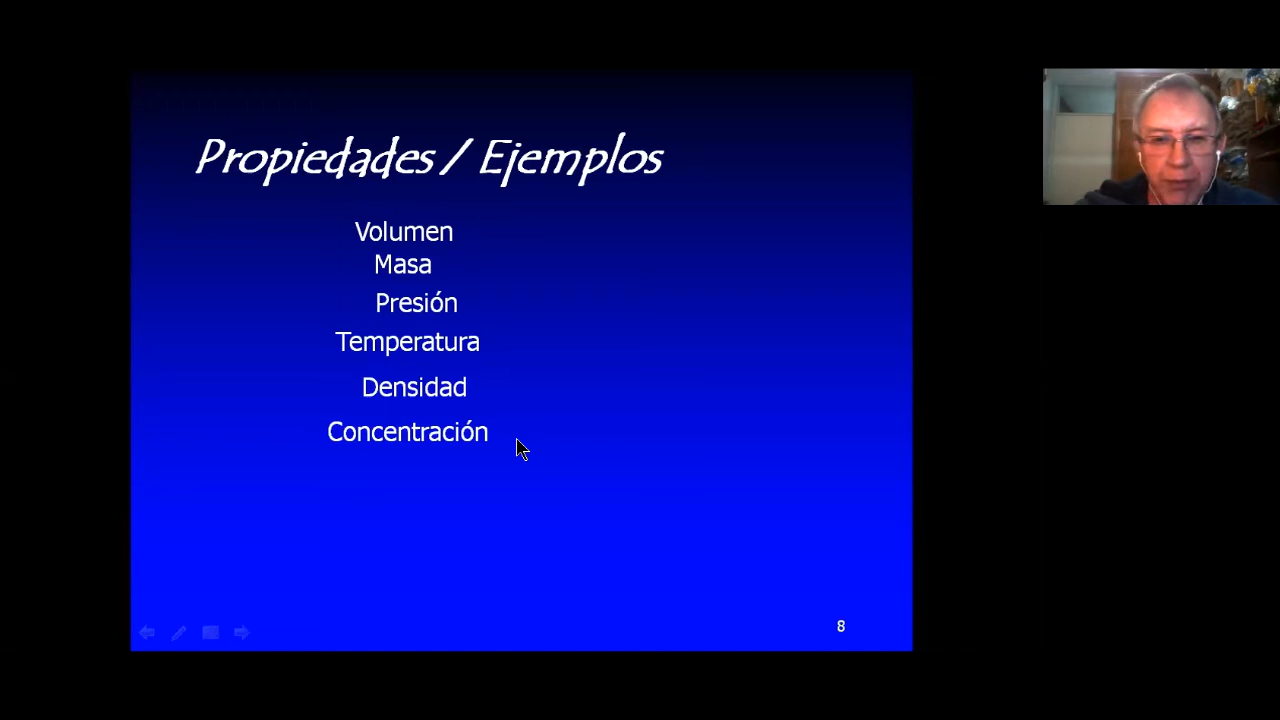 Propiedades / Ejemplos
Volumen
Masa
Presión
Temperatura
Densidad
Concentración
8